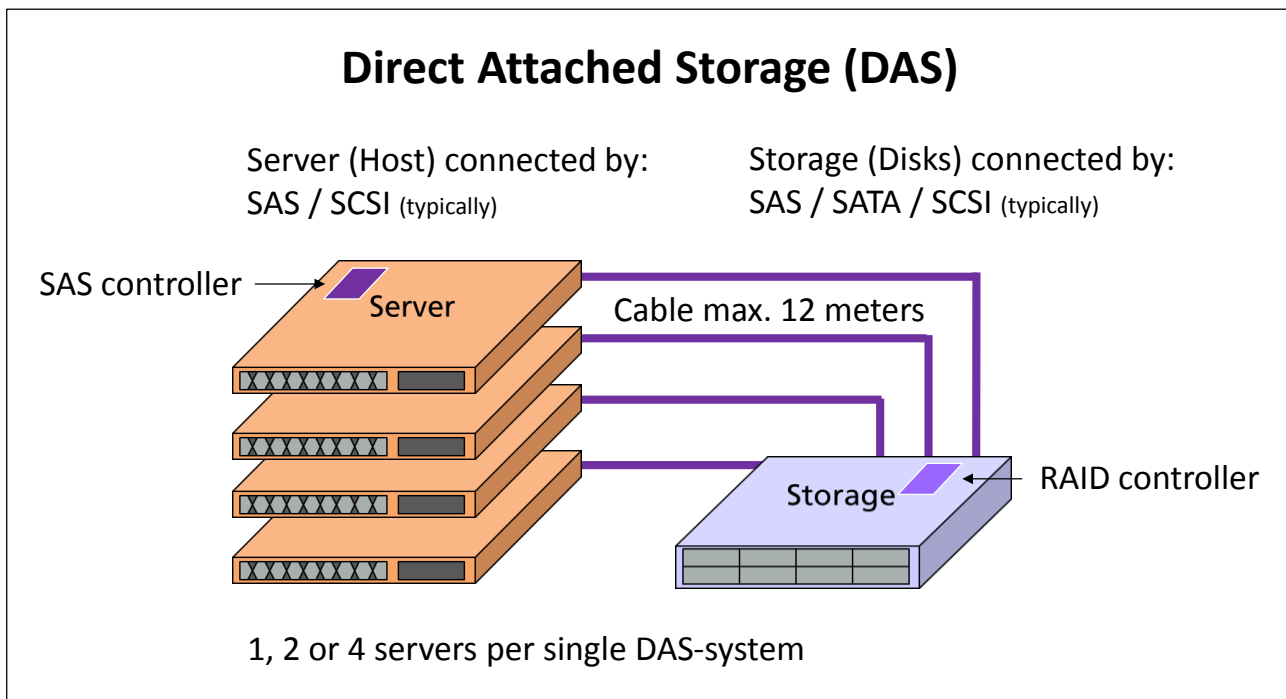 Direct Attached Storage (DAS)
Server (Host) connected by:
SAS / SCSI (typically)
Storage (Disks) connected by:
SAS / SATA / SCSI (typically)
SAS controller
Server
Cable max. 12 meters
Storage
RAID controller
1, 2 or 4 servers per single DAS-system